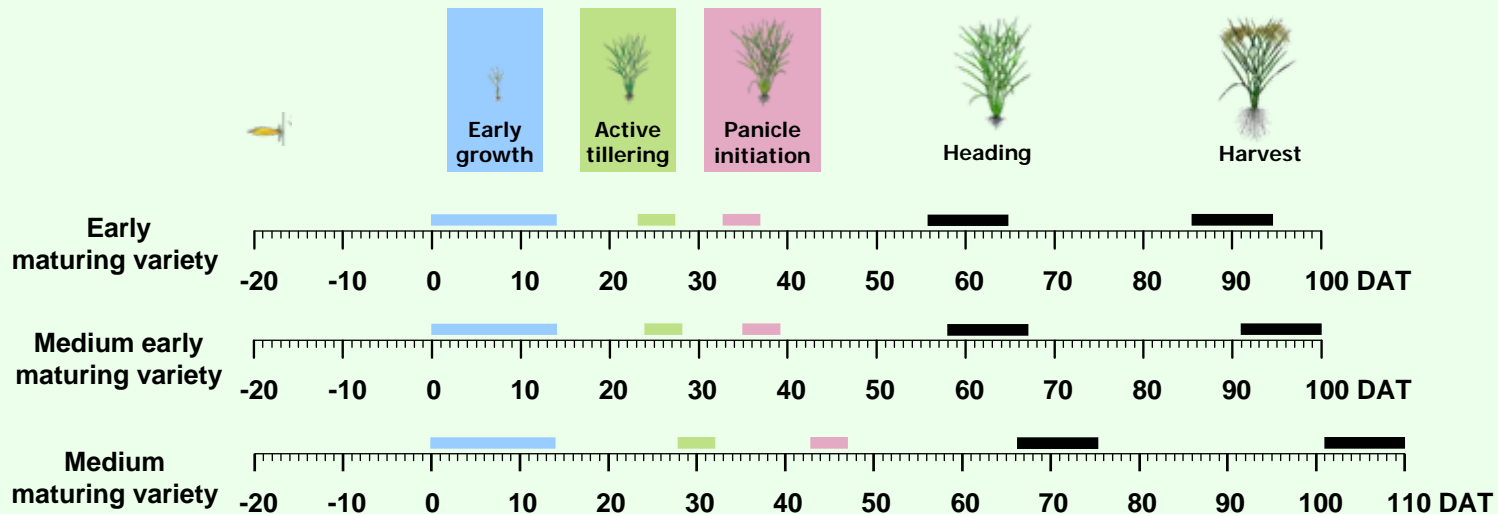 Early
growth
Active
tillering
Panicle
initiation
Heading
Harvest
Early
maturing variety
-20 -10 0 10 20 30 40 50 60 70 80 90 100 DAT
Medium early
maturing variety
-20 -10 0 10 20 30 40 50 60 70 80 90 100 DAT
Medium
maturing variety
-20 -10 0 10 20 30 40 50 60 70 80 90 100 110 DAT